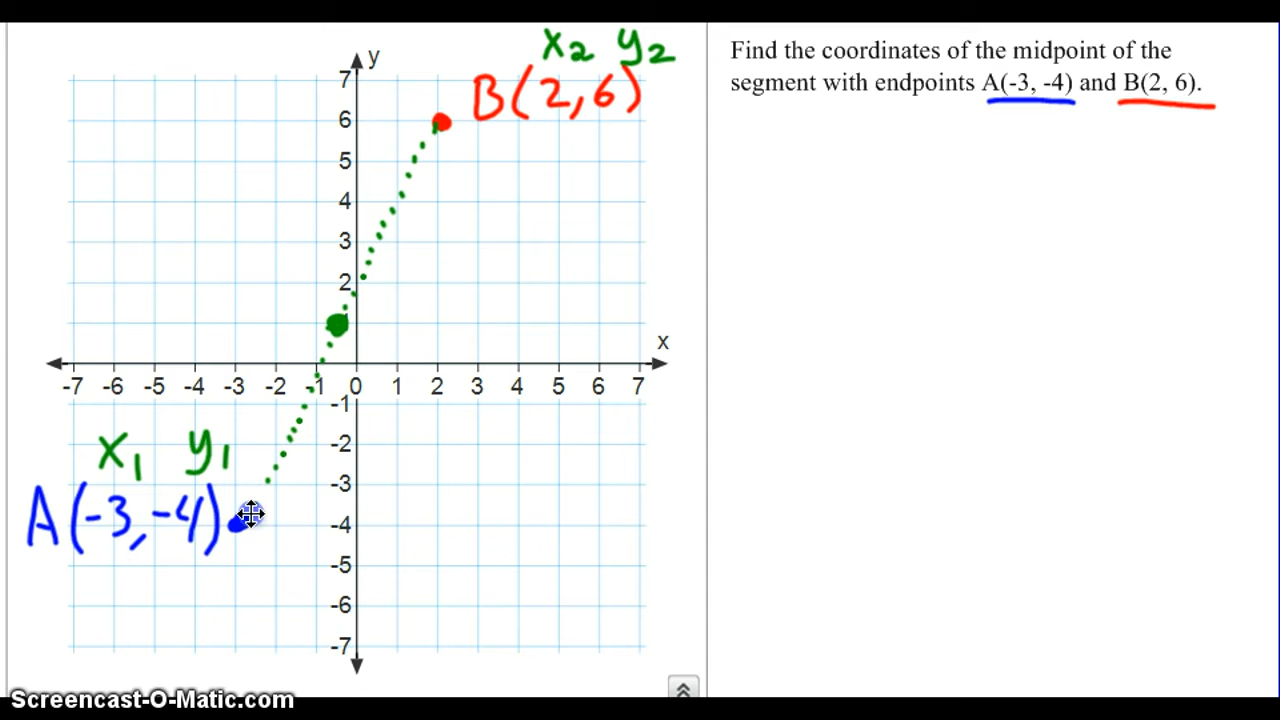 x₂ y₂
y
B(2,6)
7
6
5
4
3
2
x
-7 -6 -5 -4 -3 -2 -1 0 1 2 3 4 5 6 7
-1
-2
x₁ y₁
-3
A(-3,-4)
-4
-5
-6
-7
Find the coordinates of the midpoint of the
segment with endpoints A(-3, -4) and B(2, 6).
Screencast-O-Matic.com